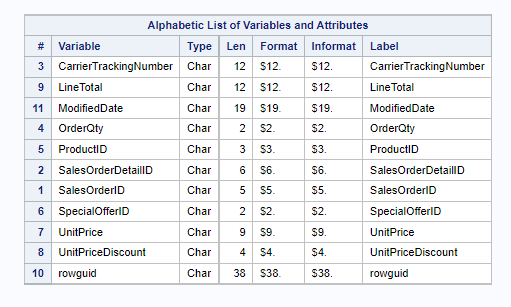 Alphabetic List of Variables and Attributes
# Variable Type Len Format Informat Label
3 CarrierTrackingNumber Char 12 $12. $12. CarrierTrackingNumber
9 LineTotal Char 12 $12. $12. LineTotal
11 ModifiedDate Char 19 $19. $19. ModifiedDate
4 OrderQty Char 2 $2. $2. OrderQty
5 ProductID Char 3 $3. $3. ProductID
2 SalesOrderDetailID Char 6 $6. $6. SalesOrderDetailID
1 SalesOrderID Char 5 $5. $5. SalesOrderID
6 SpecialOfferID Char 2 $2. $2. SpecialOfferID
7 UnitPrice Char 9 $9. $9. UnitPrice
8 UnitPriceDiscount Char 4 $4. $4. UnitPriceDiscount
10 rowguid Char 38 $38. $38. rowguid